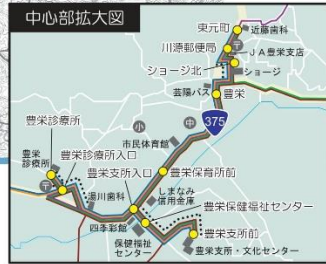 中心部拡大図
東元町
近藤歯科
川源郵便局
〒
JA豊栄支店
ショージ北
ショージ
芸陽バス
豊栄
375
豊栄診療所
小
中
市民体育館
豊栄
診療所
豊栄診療所入口
豊栄支所入口
豊栄保育所前
〒
湯川歯科
しまなみ
信用金庫
豊栄保健福祉センター
四季彩館
保健福祉
センター
豊栄支所前
豊栄支所・文化センター